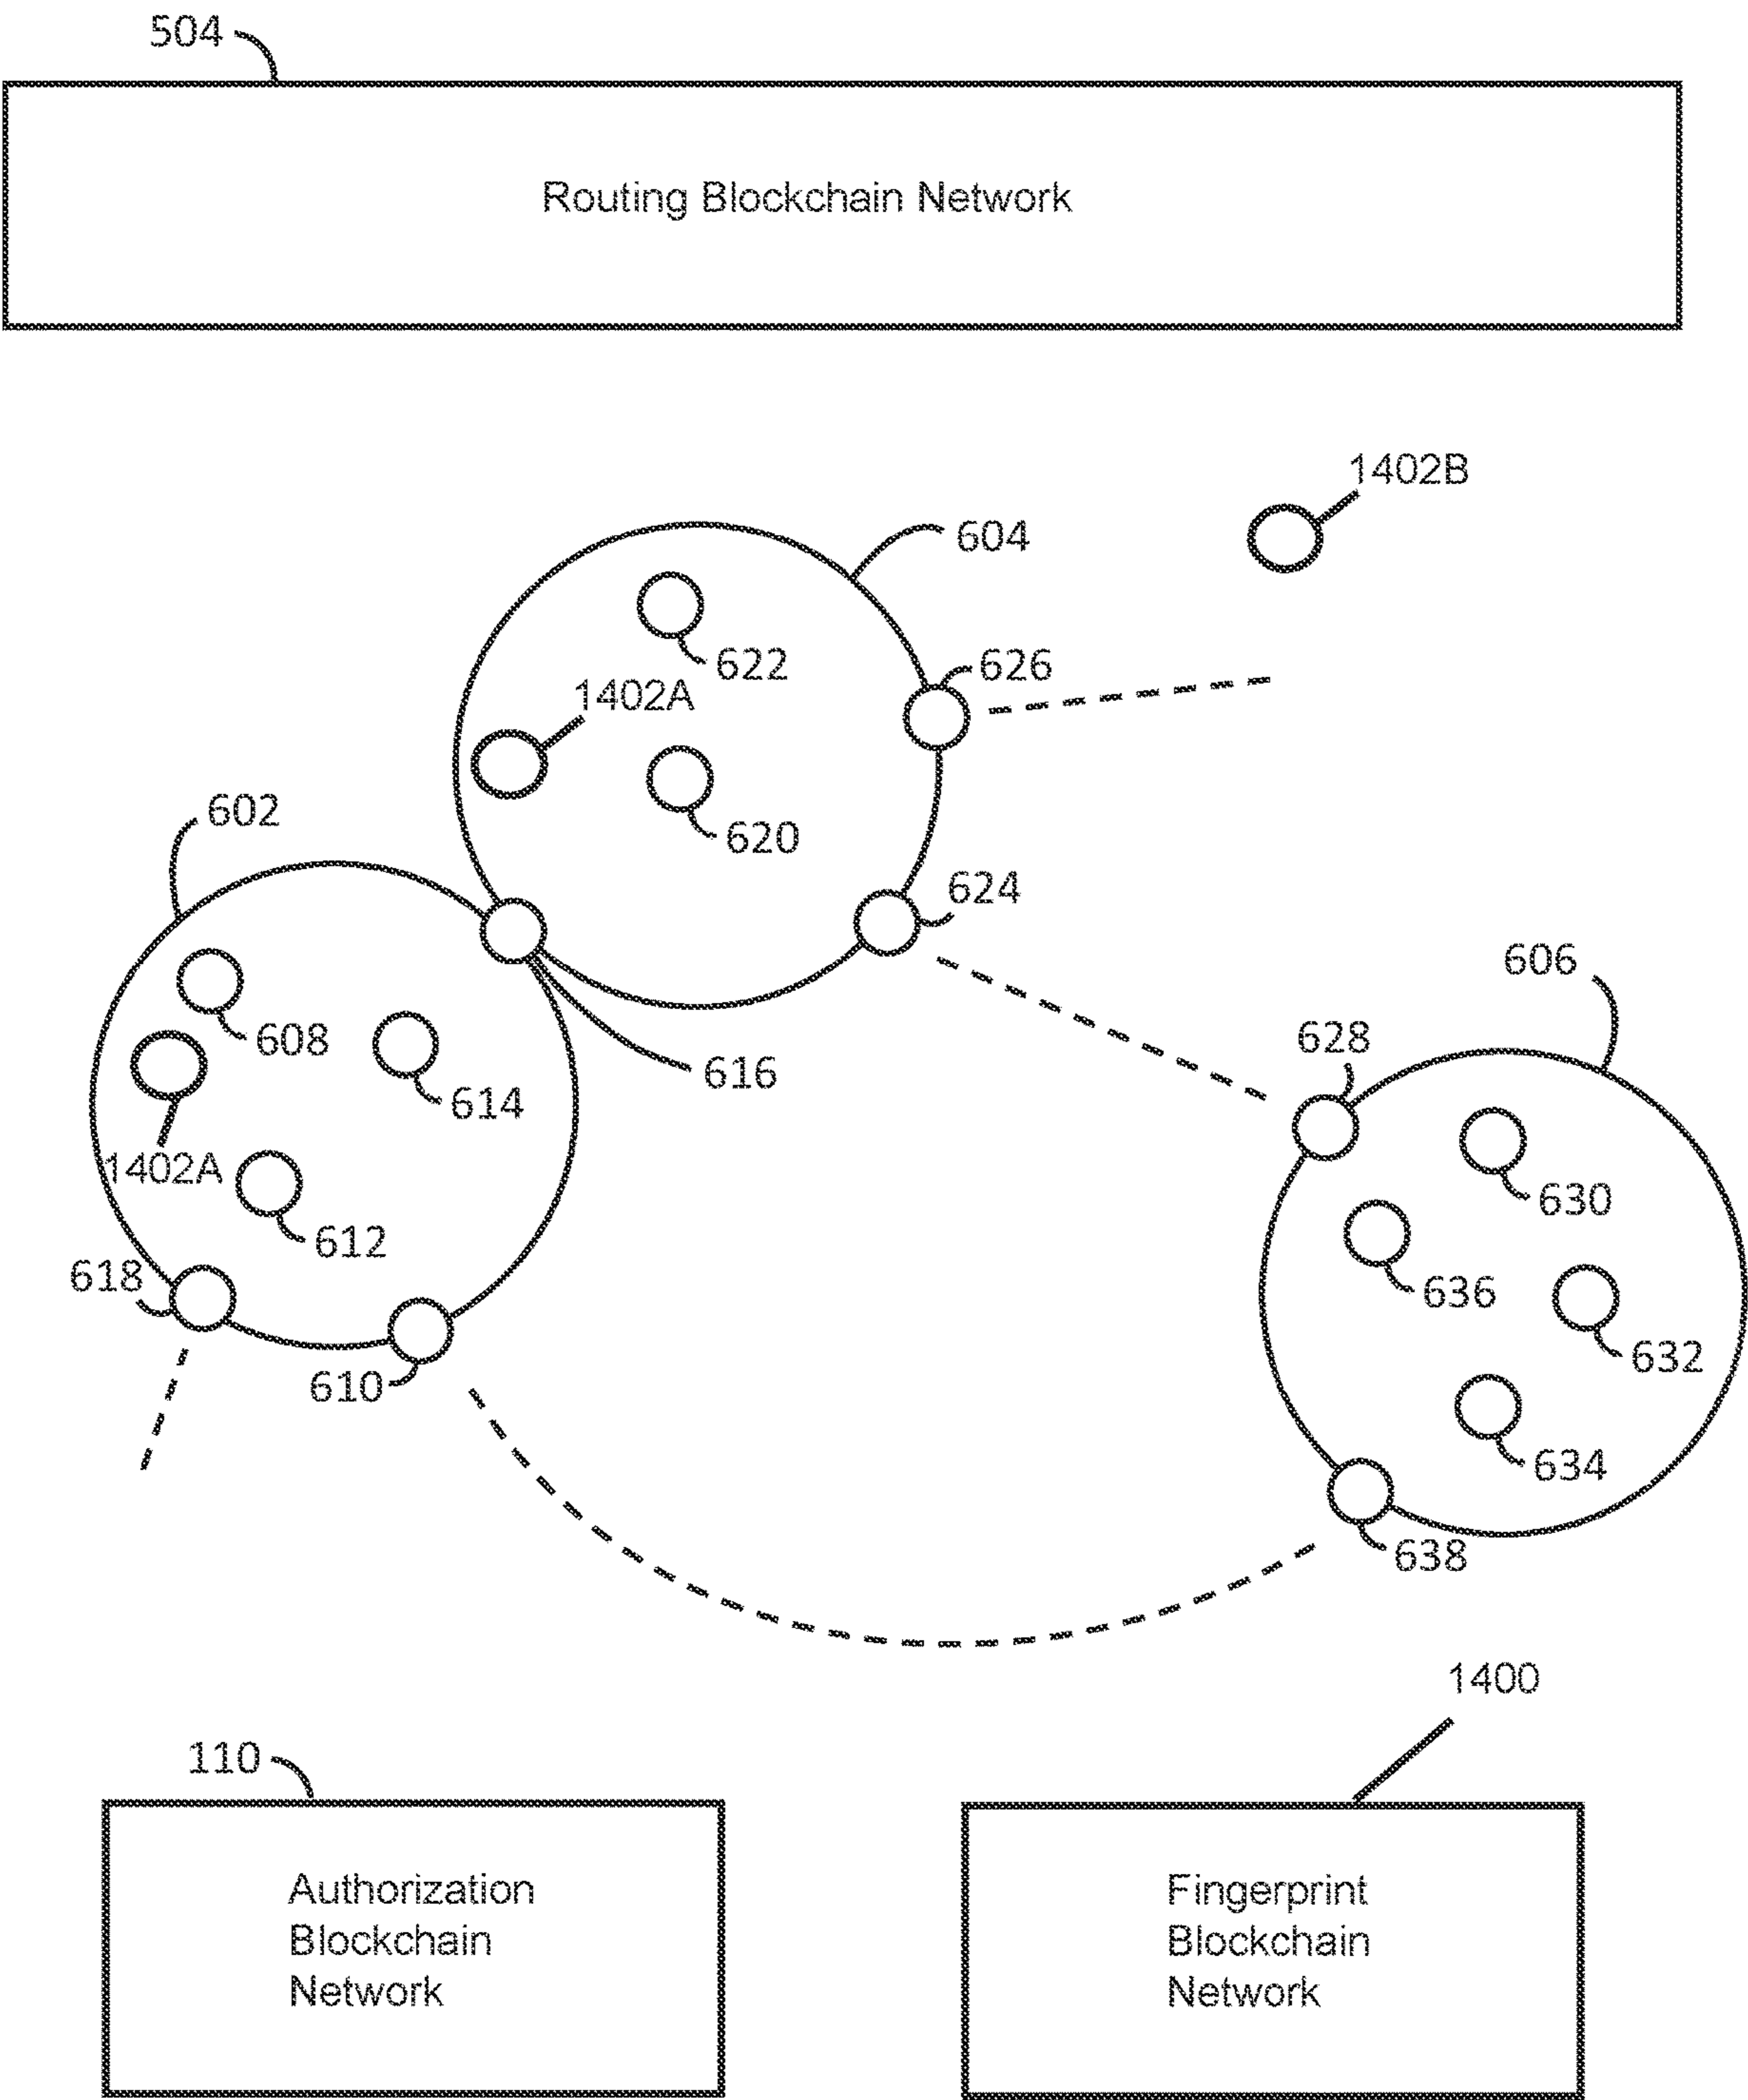 504
Routing Blockchain Network
1402B
604
622
626
1402A
620
602
624
606
608
628
614
616
1402A
630
612
636
618
632
610
634
638
1400
110
Authorization
Blockchain
Network
Fingerprint
Blockchain
Network